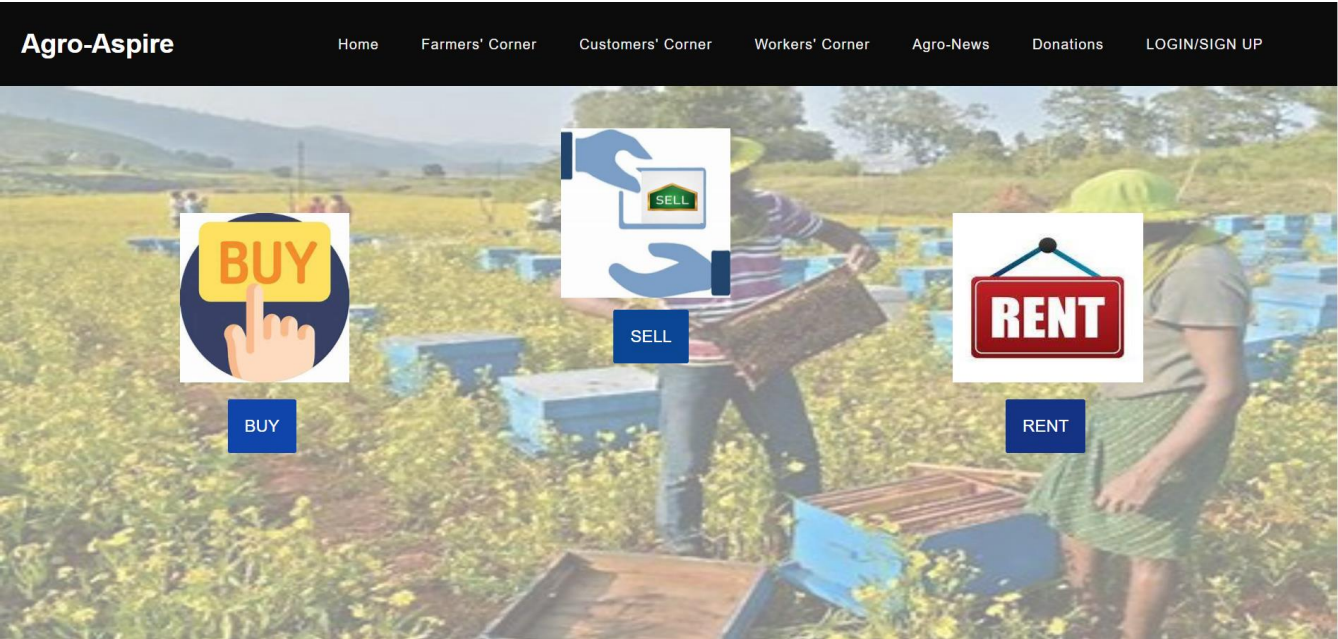 Agro-Aspire Home Farmers' Corner Customers' Corner Workers' Corner Agro-News Donations LOGIN/SIGN UP
BUY
SELL
RENT
BUY
SELL
RENT